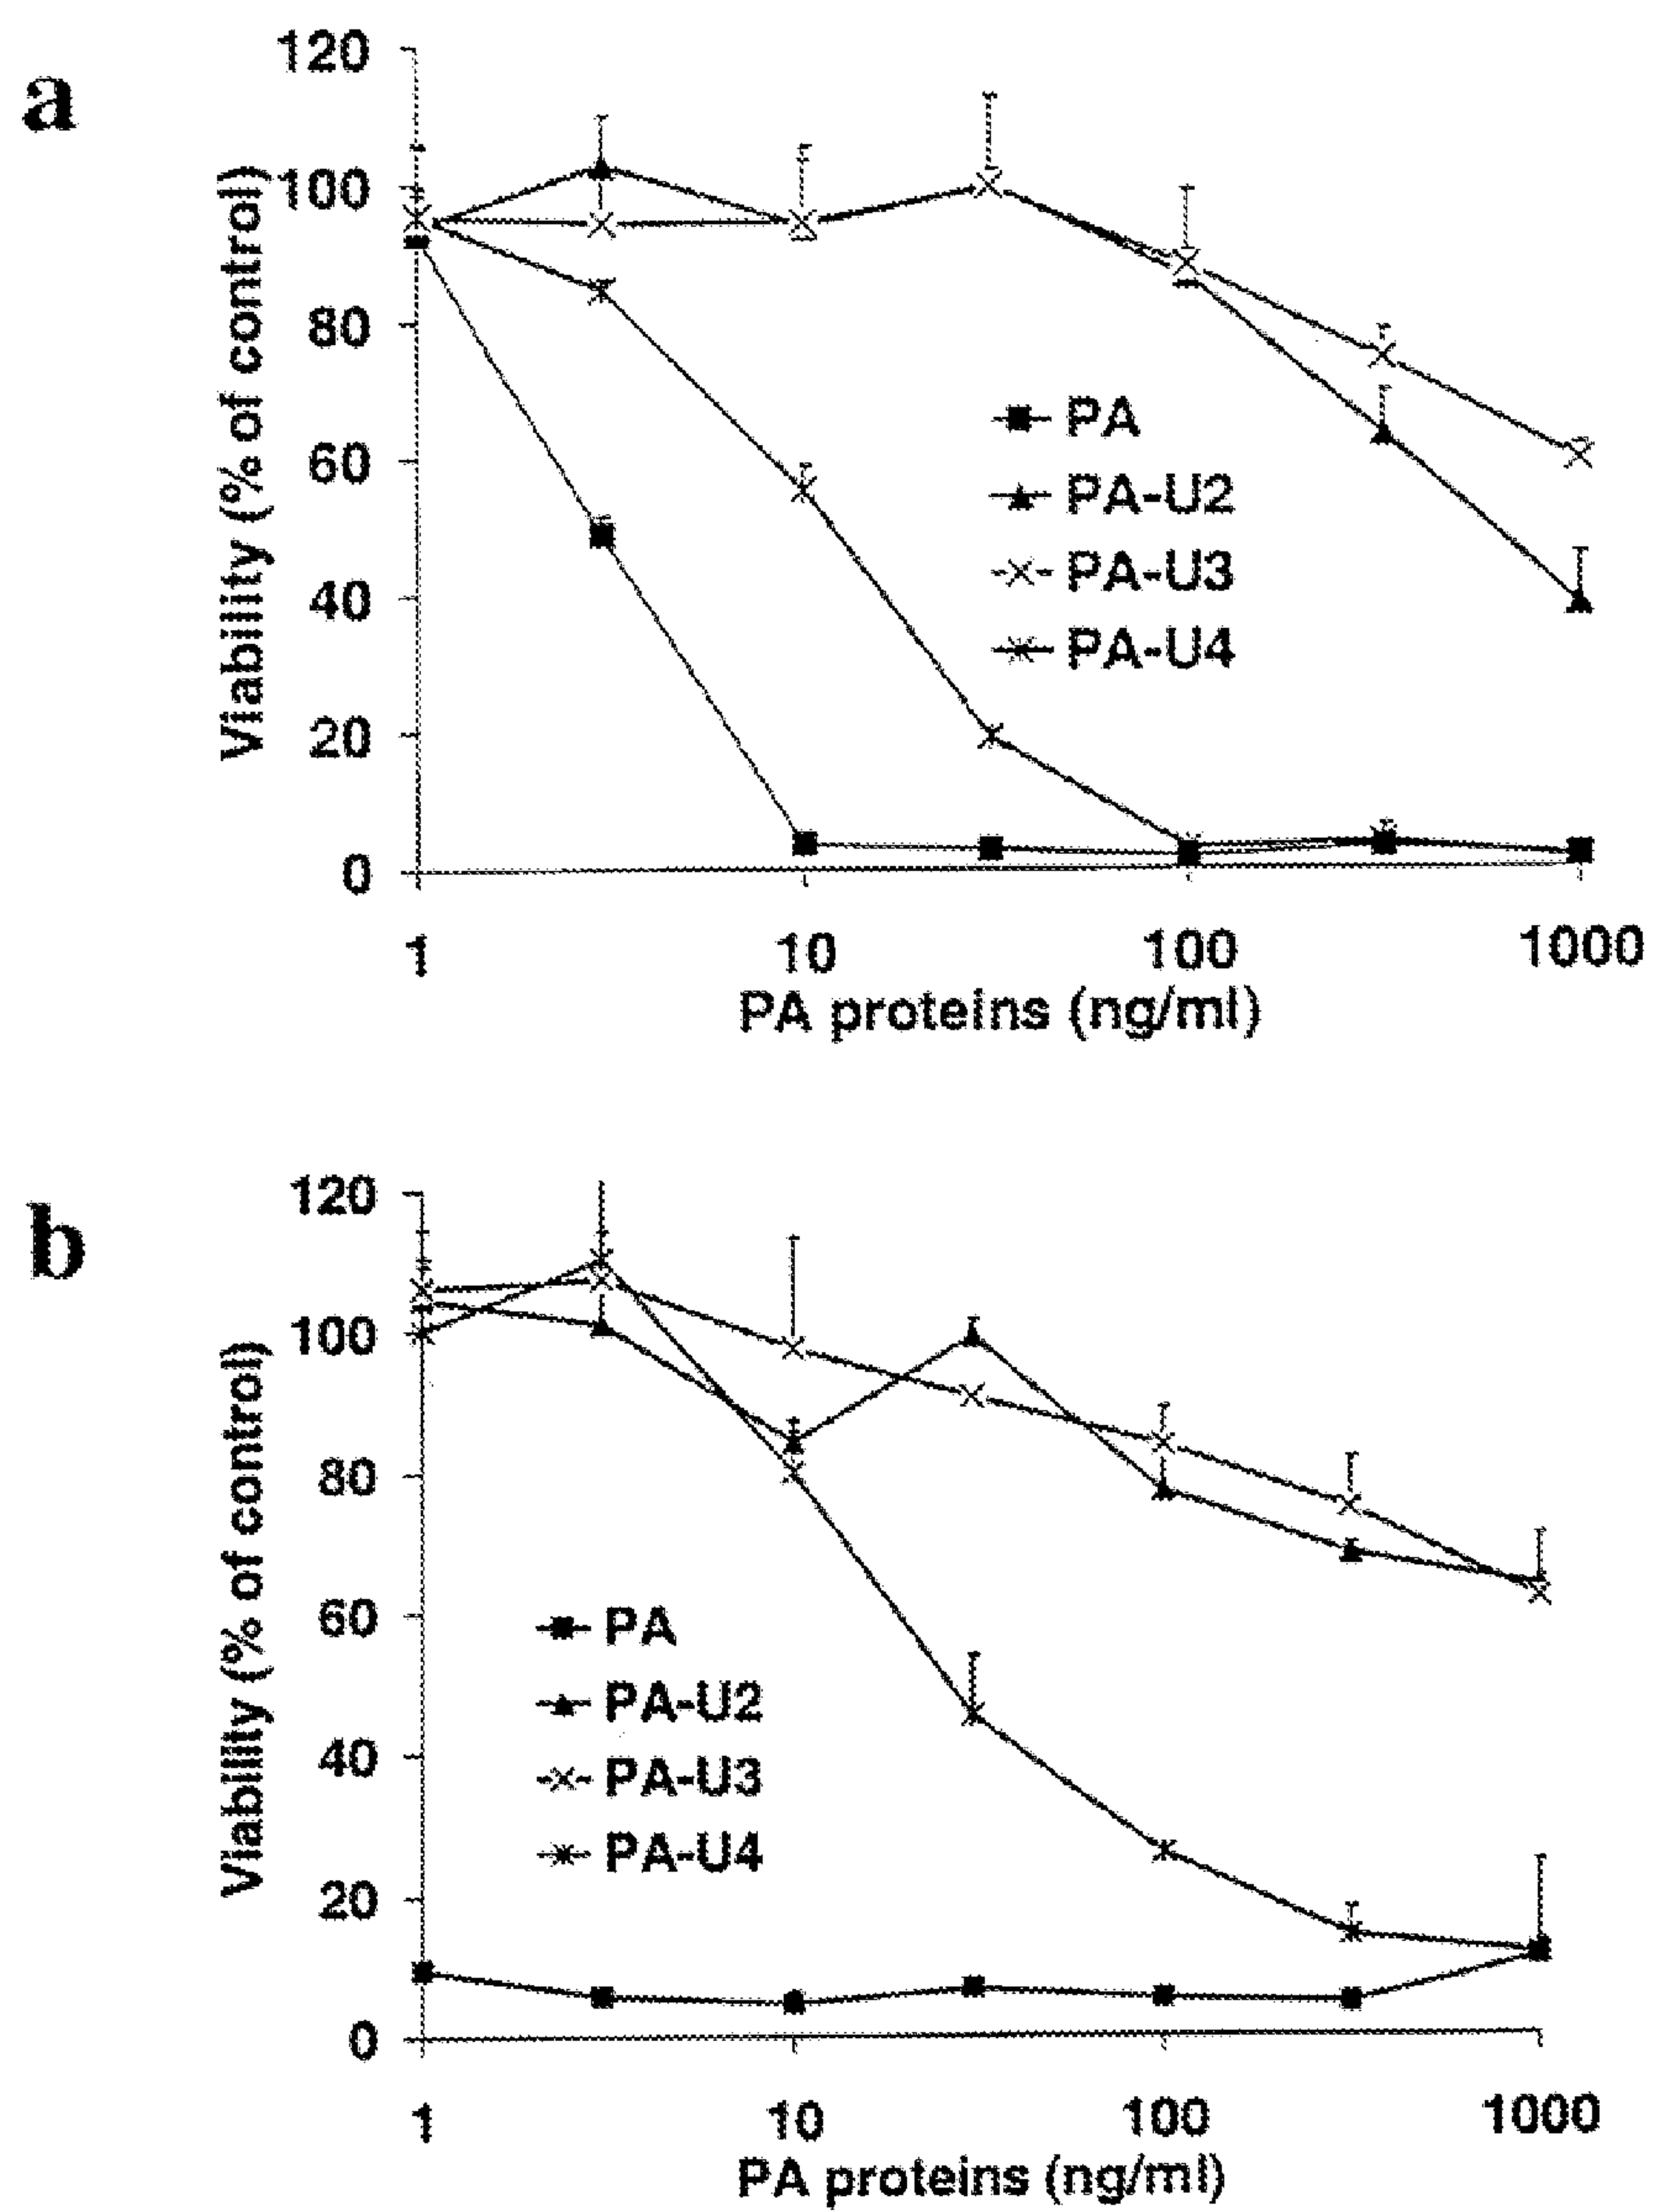 a
120
100
80
60
40
20
0
Viability (% of control)
PA
PA-U2
PA-U3
PA-U4
1 10 100 1000
PA proteins (ng/ml)
b
120
100
80
60
40
20
0
Viability (% of control)
PA
PA-U2
PA-U3
PA-U4
1 10 100 1000
PA proteins (ng/ml)